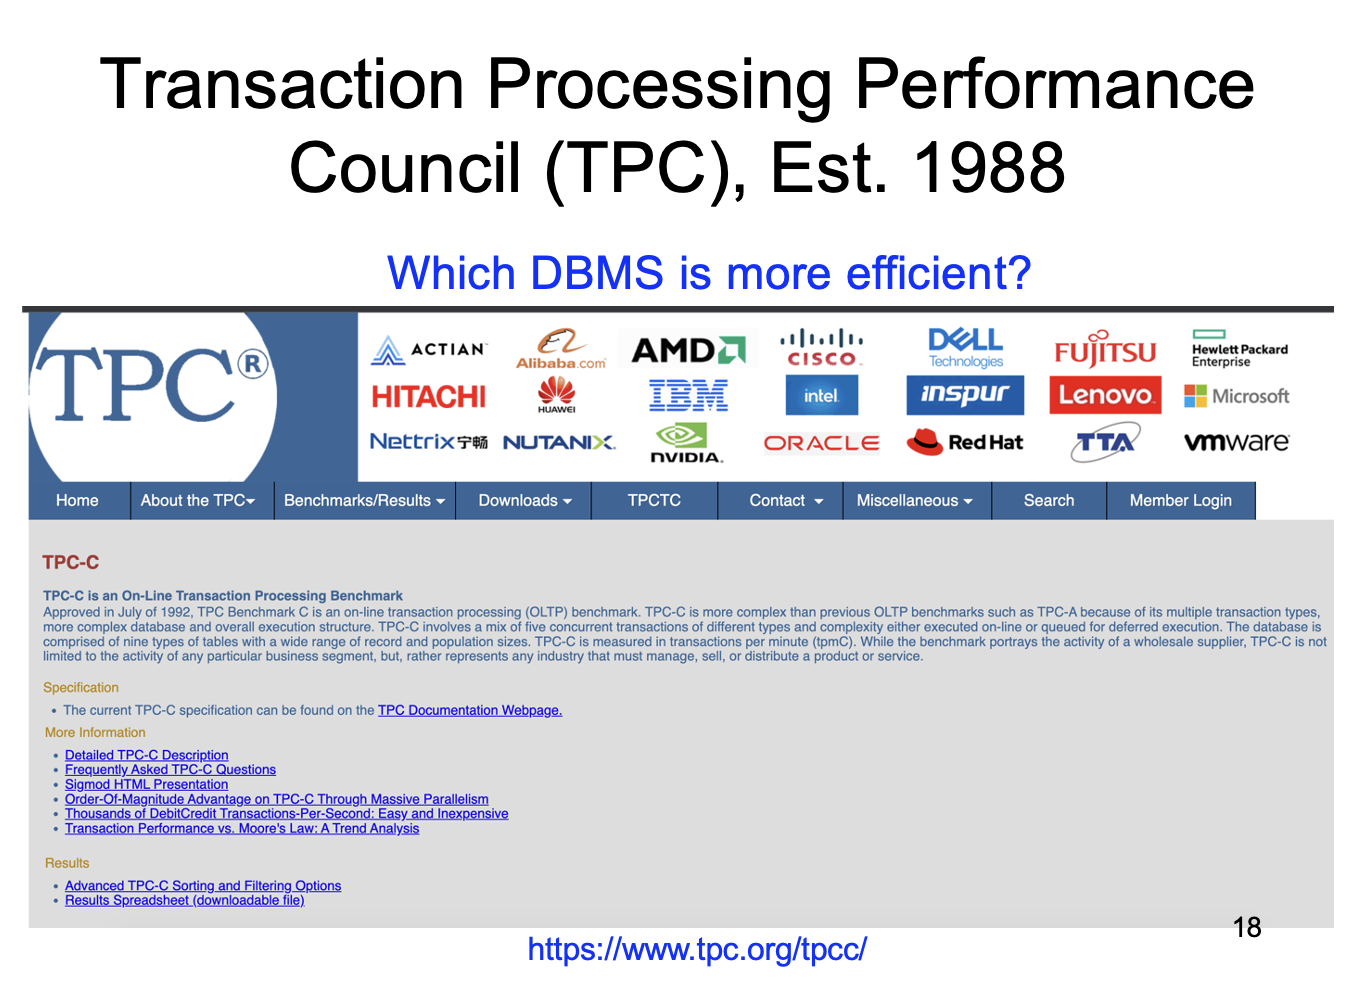 Transaction Processing Performance
Council (TPC), Est. 1988
Which DBMS is more efficient?
TPC®
ACTIAN
Alibaba.com
AMD
CISCO
DELL
Technologies
FUJITSU
Hewlett Packard
Enterprise
HITACHI
HUAWEI
IBM
intel
inspur
Lenovo
Microsoft
Nettrix宁畅
NUTANIX
NVIDIA
ORACLE
Red Hat
TTA
vmware
Home
About the TPC
Benchmarks/Results
Downloads
TPCTC
Contact
Miscellaneous
Search
Member Login
TPC-C
TPC-C is an On-Line Transaction Processing Benchmark
Approved in July of 1992, TPC Benchmark C is an on-line transaction processing (OLTP) benchmark. TPC-C is more complex than previous OLTP benchmarks such as TPC-A because of its multiple transaction types,
more complex database and overall execution structure. TPC-C involves a mix of five concurrent transactions of different types and complexity either executed on-line or queued for deferred execution. The database is
comprised of nine types of tables with a wide range of record and population sizes. TPC-C is measured in transactions per minute (tpmC). While the benchmark portrays the activity of a wholesale supplier, TPC-C is not
limited to the activity of any particular business segment, but, rather represents any industry that must manage, sell, or distribute a product or service.
Specification
• The current TPC-C specification can be found on the TPC Documentation Webpage.
More Information
• Detailed TPC-C Description
• Frequently Asked TPC-C Questions
• Sigmod HTML Presentation
• Order-Of-Magnitude Advantage on TPC-C Through Massive Parallelism
• Thousands of DebitCredit Transactions-Per-Second: Easy and Inexpensive
• Transaction Performance vs. Moore's Law: A Trend Analysis
Results
• Advanced TPC-C Sorting and Filtering Options
• Results Spreadsheet (downloadable file)
18
https://www.tpc.org/tpcc/